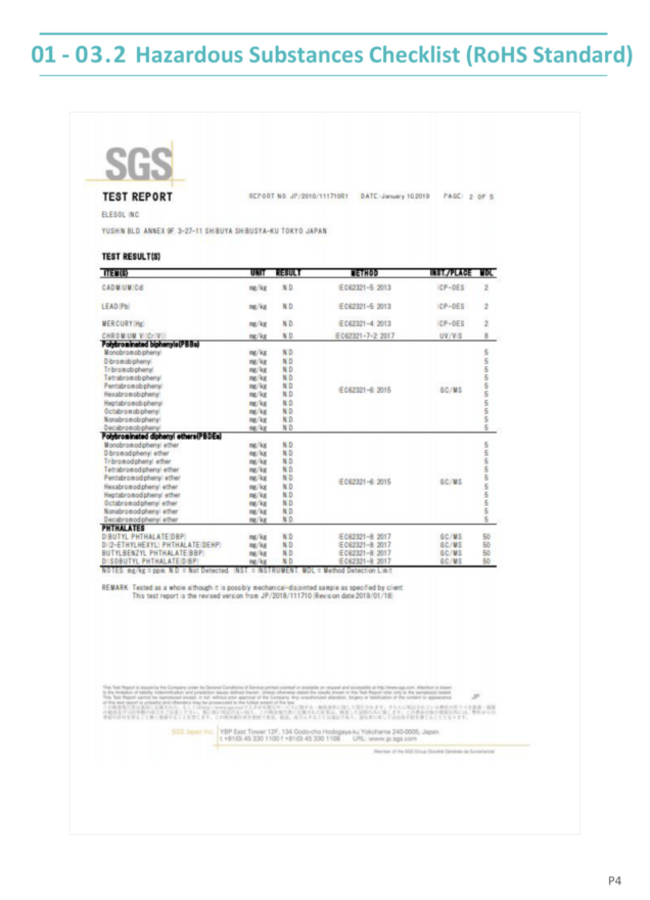 01 - 03.2 Hazardous Substances Checklist (RoHS Standard)
SGS
TEST REPORT REPORT NO. JP/2018/111710R1 DATE: January 16 2019 PAGE: 2 OF 5
ELESOL INC.
YUSHIN BLD. ANNEX 9F. 3-27-11 SHIBUYA SHIBUSYA-KU TOKYO JAPAN
TEST RESULT(S)
ITEM(S) UNIT RESULT METHOD INST./PLACE MDL
CADMIUM(Cd) mg/kg N.D. IEC62321-5:2013 ICP-OES 2
LEAD(Pb) mg/kg N.D. IEC62321-5:2013 ICP-OES 2
MERCURY(Hg) mg/kg N.D. IEC62321-4:2013 ICP-OES 2
CHROMIUM VI(Cr(VI)) mg/kg N.D. IEC62321-7-2:2017 UV/VIS 8
Polybrominated biphenyls(PBBs)
Monobromobiphenyl mg/kg N.D. 5
Dibromobiphenyl mg/kg N.D. 5
Tribromobiphenyl mg/kg N.D. 5
Tetrabromobiphenyl mg/kg N.D. 5
Pentabromobiphenyl mg/kg N.D. IEC62321-6:2015 GC/MS 5
Hexabromobiphenyl mg/kg N.D. 5
Heptabromobiphenyl mg/kg N.D. 5
Octabromobiphenyl mg/kg N.D. 5
Nonabromobiphenyl mg/kg N.D. 5
Decabromobiphenyl mg/kg N.D. 5
Polybrominated diphenyl ethers(PBDEs)
Monobromodiphenyl ether mg/kg N.D. 5
Dibromodiphenyl ether mg/kg N.D. 5
Tribromodiphenyl ether mg/kg N.D. 5
Tetrabromodiphenyl ether mg/kg N.D. 5
Pentabromodiphenyl ether mg/kg N.D. IEC62321-6:2015 GC/MS 5
Hexabromodiphenyl ether mg/kg N.D. 5
Heptabromodiphenyl ether mg/kg N.D. 5
Octabromodiphenyl ether mg/kg N.D. 5
Nonabromodiphenyl ether mg/kg N.D. 5
Decabromodiphenyl ether mg/kg N.D. 5
PHTHALATES
DIBUTYL PHTHALATE(DBP) mg/kg N.D. IEC62321-8:2017 GC/MS 50
DI(2-ETHYLHEXYL) PHTHALATE(DEHP) mg/kg N.D. IEC62321-8:2017 GC/MS 50
BUTYLBENZYL PHTHALATE(BBP) mg/kg N.D. IEC62321-8:2017 GC/MS 50
DIISOBUTYL PHTHALATE(DIBP) mg/kg N.D. IEC62321-8:2017 GC/MS 50
NOTES: mg/kg = ppm. N.D. = Not Detected. INST. = INSTRUMENT. MDL = Method Detection Limit
REMARK: Tested as a whole although it is possibly mechanical-disjointed sample as specified by client.
This test report is the revised version from JP/2018/111710 (Revision date:2019/01/18)
JP
SGS Japan Inc. YBP East Tower 12F, 134 Godo-cho Hodogaya-ku Yokohama 240-0005, Japan
t +81(0) 45 330 1100 f +81(0) 45 330 1108 URL: www.jp.sgs.com
Member of the SGS Group (Société Générale de Surveillance)
P4